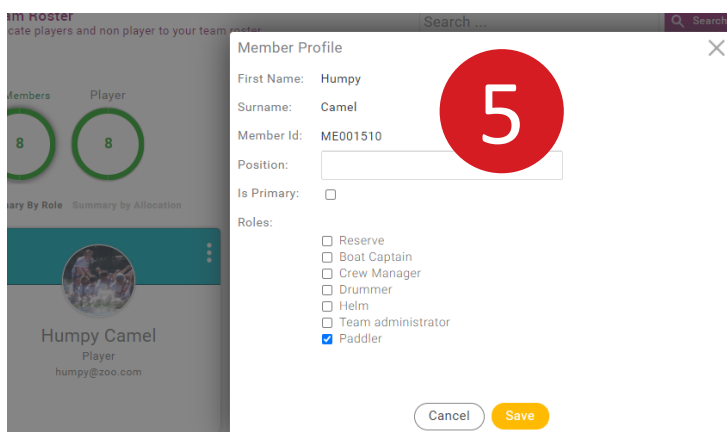 am Roster
cate players and non player to your team roster
Search ...
Search
Members
Player
8
8
ary By Role
Summary by Allocation
Humpy Camel
Player
humpy@zoo.com
Member Profile
5
First Name: Humpy
Surname: Camel
Member Id: ME001510
Position:
Is Primary:
Roles:
Reserve
Boat Captain
Crew Manager
Drummer
Helm
Team administrator
Paddler
Cancel
Save